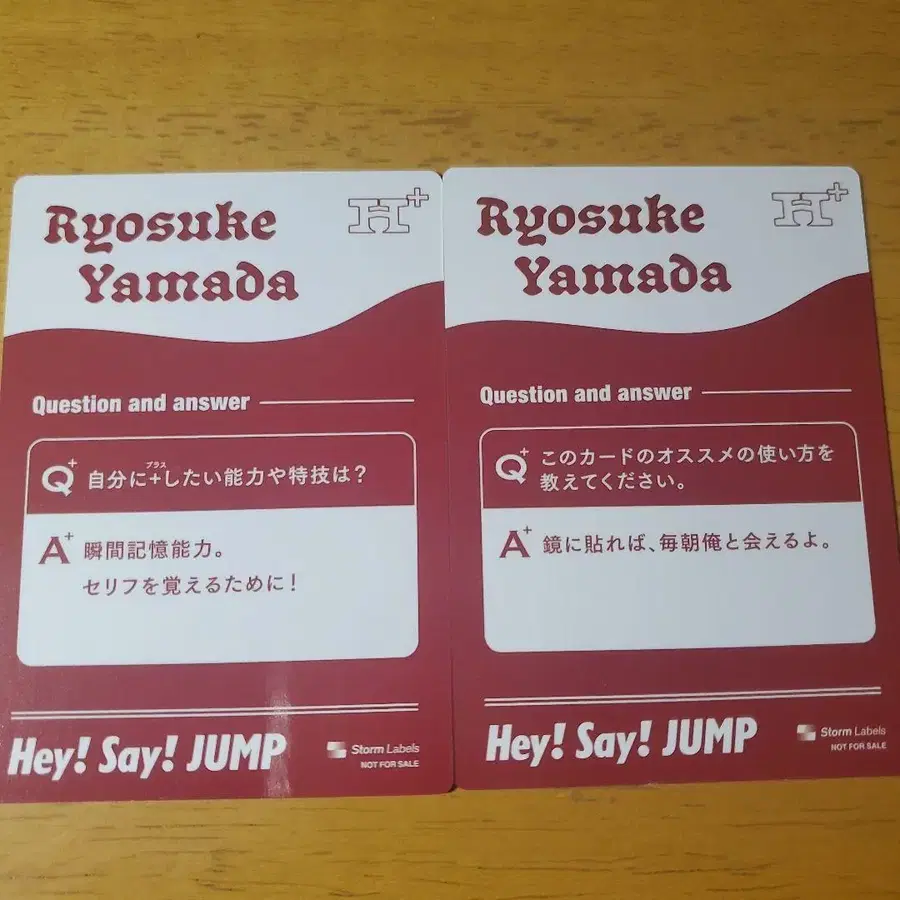 Ryosuke
Yamada
H+
Question and answer
Q+ 自分に+したい能力や特技は？
プラス
A+ 瞬間記憶能力。
セリフを覚えるために！
Hey! Say! JUMP
Storm Labels
NOT FOR SALE
Ryosuke
Yamada
H+
Question and answer
Q+ このカードのオススメの使い方を
教えてください。
A+ 鏡に貼れば、毎朝俺と会えるよ。
Hey! Say! JUMP
Storm Labels
NOT FOR SALE